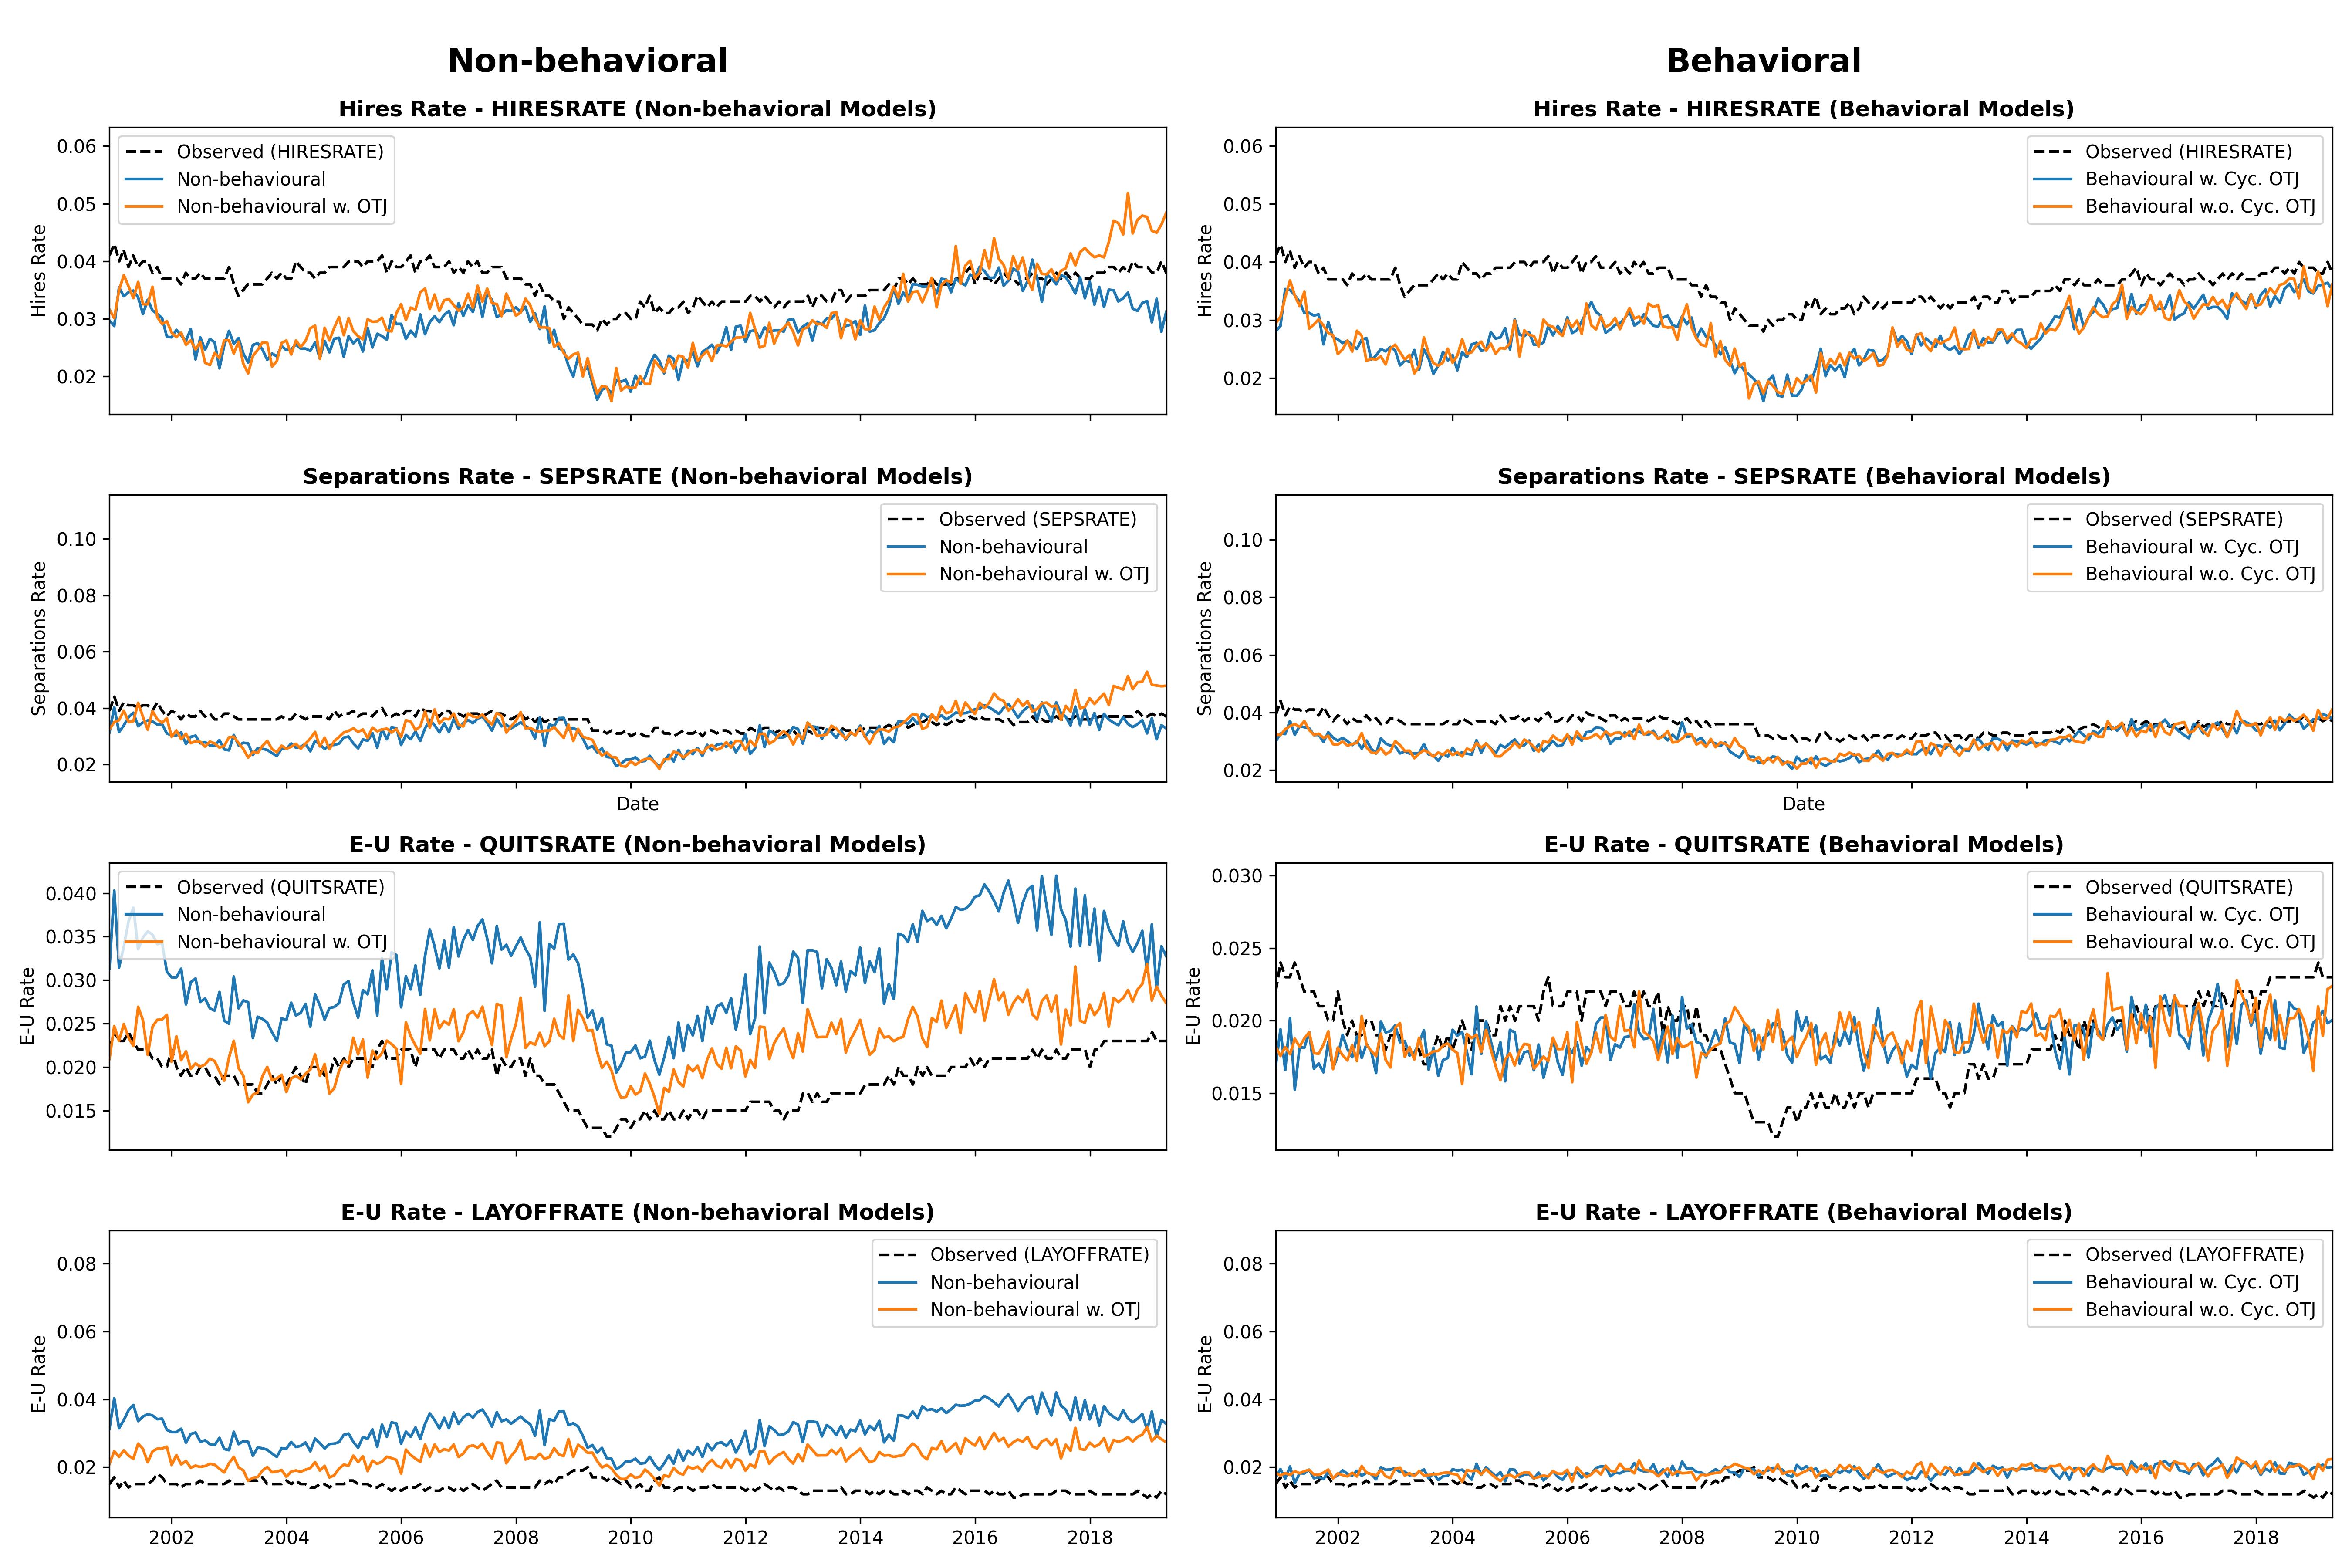 Non-behavioral
Behavioral
Hires Rate - HIRESRATE (Non-behavioral Models)
Hires Rate
0.06
0.05
0.04
0.03
0.02
Observed (HIRESRATE)
Non-behavioural
Non-behavioural w. OTJ
Hires Rate - HIRESRATE (Behavioral Models)
Hires Rate
0.06
0.05
0.04
0.03
0.02
Observed (HIRESRATE)
Behavioural w. Cyc. OTJ
Behavioural w.o. Cyc. OTJ
Separations Rate - SEPSRATE (Non-behavioral Models)
Separations Rate
0.10
0.08
0.06
0.04
0.02
Observed (SEPSRATE)
Non-behavioural
Non-behavioural w. OTJ
Date
Separations Rate - SEPSRATE (Behavioral Models)
Separations Rate
0.10
0.08
0.06
0.04
0.02
Observed (SEPSRATE)
Behavioural w. Cyc. OTJ
Behavioural w.o. Cyc. OTJ
Date
E-U Rate - QUITSRATE (Non-behavioral Models)
E-U Rate
0.040
0.035
0.030
0.025
0.020
0.015
Observed (QUITSRATE)
Non-behavioural
Non-behavioural w. OTJ
E-U Rate - QUITSRATE (Behavioral Models)
E-U Rate
0.030
0.025
0.020
0.015
Observed (QUITSRATE)
Behavioural w. Cyc. OTJ
Behavioural w.o. Cyc. OTJ
E-U Rate - LAYOFFRATE (Non-behavioral Models)
E-U Rate
0.08
0.06
0.04
0.02
Observed (LAYOFFRATE)
Non-behavioural
Non-behavioural w. OTJ
2002 2004 2006 2008 2010 2012 2014 2016 2018
E-U Rate - LAYOFFRATE (Behavioral Models)
E-U Rate
0.08
0.06
0.04
0.02
Observed (LAYOFFRATE)
Behavioural w. Cyc. OTJ
Behavioural w.o. Cyc. OTJ
2002 2004 2006 2008 2010 2012 2014 2016 2018